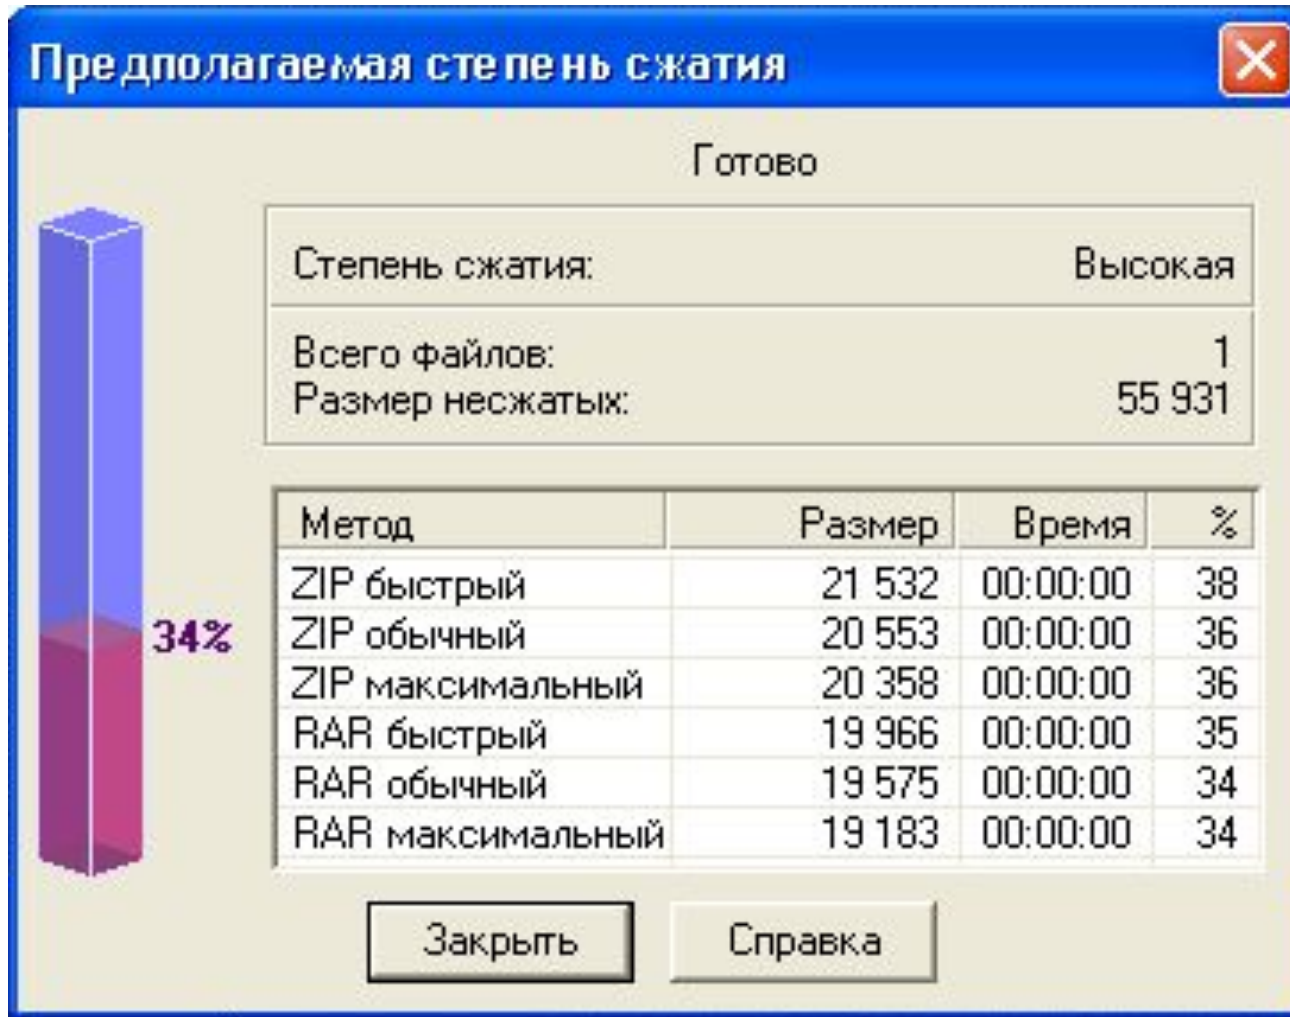 Предполагаемая степень сжатия
Готово
Степень сжатия: Высокая
Всего файлов: 1
Размер несжатых: 55 931
34%
Метод Размер Время %
ZIP быстрый 21 532 00:00:00 38
ZIP обычный 20 553 00:00:00 36
ZIP максимальный 20 358 00:00:00 36
RAR быстрый 19 966 00:00:00 35
RAR обычный 19 575 00:00:00 34
RAR максимальный 19 183 00:00:00 34
Закрыть Справка